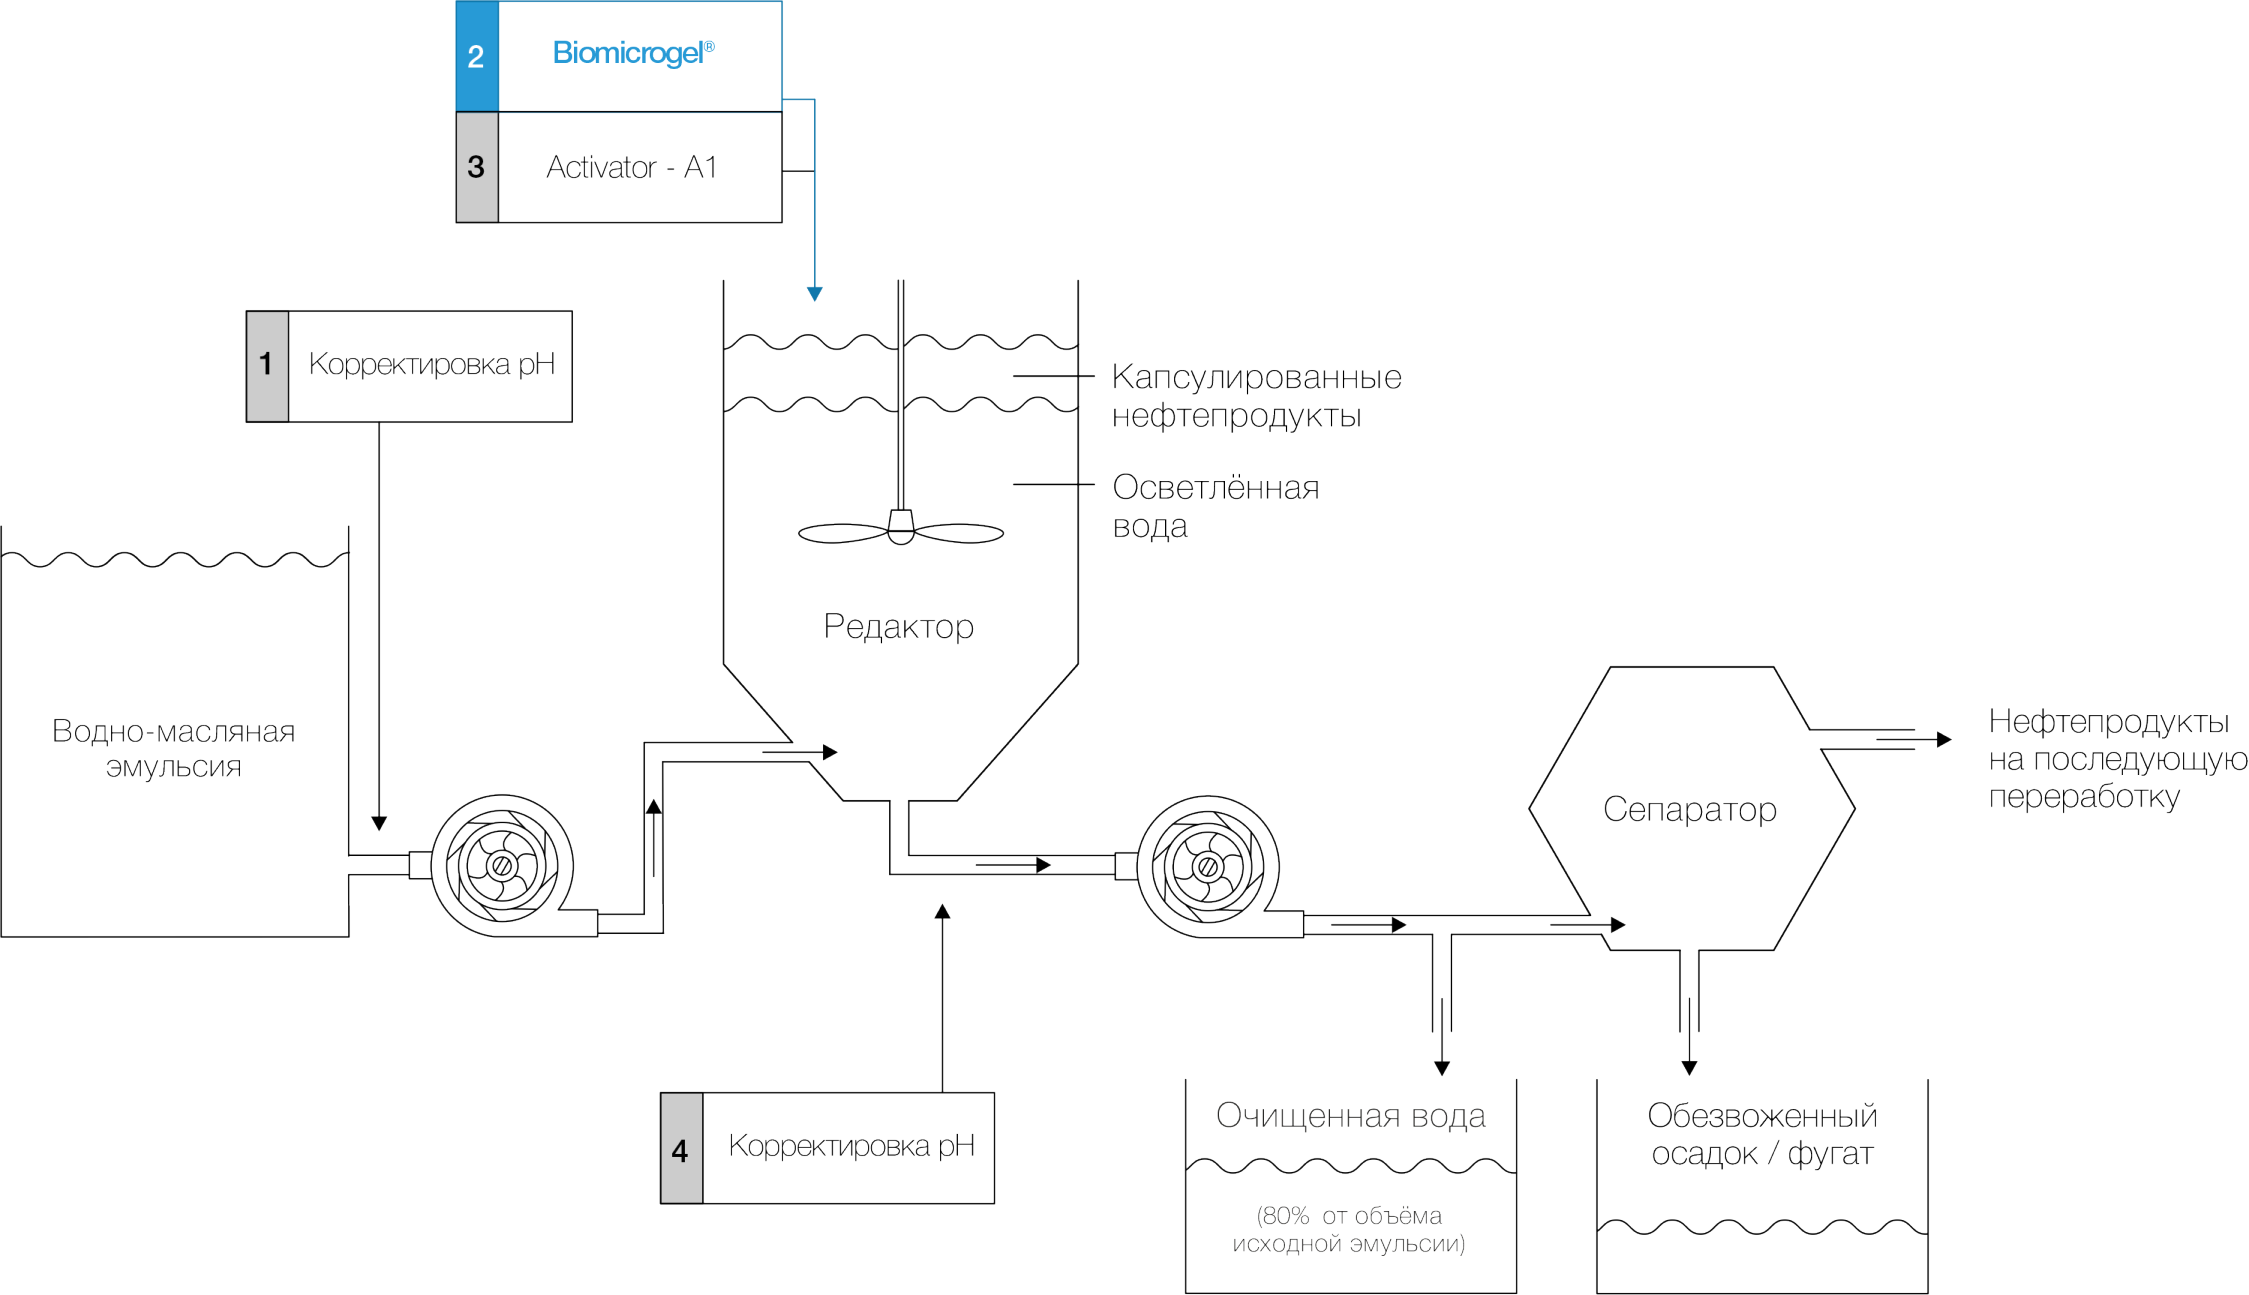 2
Biomicrogel®
3
Activator - A1
1
Корректировка pH
Капсулированные
нефтепродукты
Осветлённая
вода
Редактор
Водно-масляная
эмульсия
Сепаратор
Нефтепродукты
на последующую
переработку
4
Корректировка pH
Очищенная вода
(80% от объёма
исходной эмульсии)
Обезвоженный
осадок / фугат